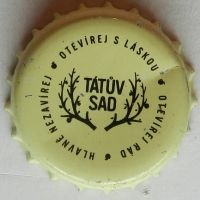 OTEVÍREJ S LÁSKOU • OTEVÍREJ RÁD • HLAVNĚ NEZAVÍREJ •
TÁTŮV
SAD